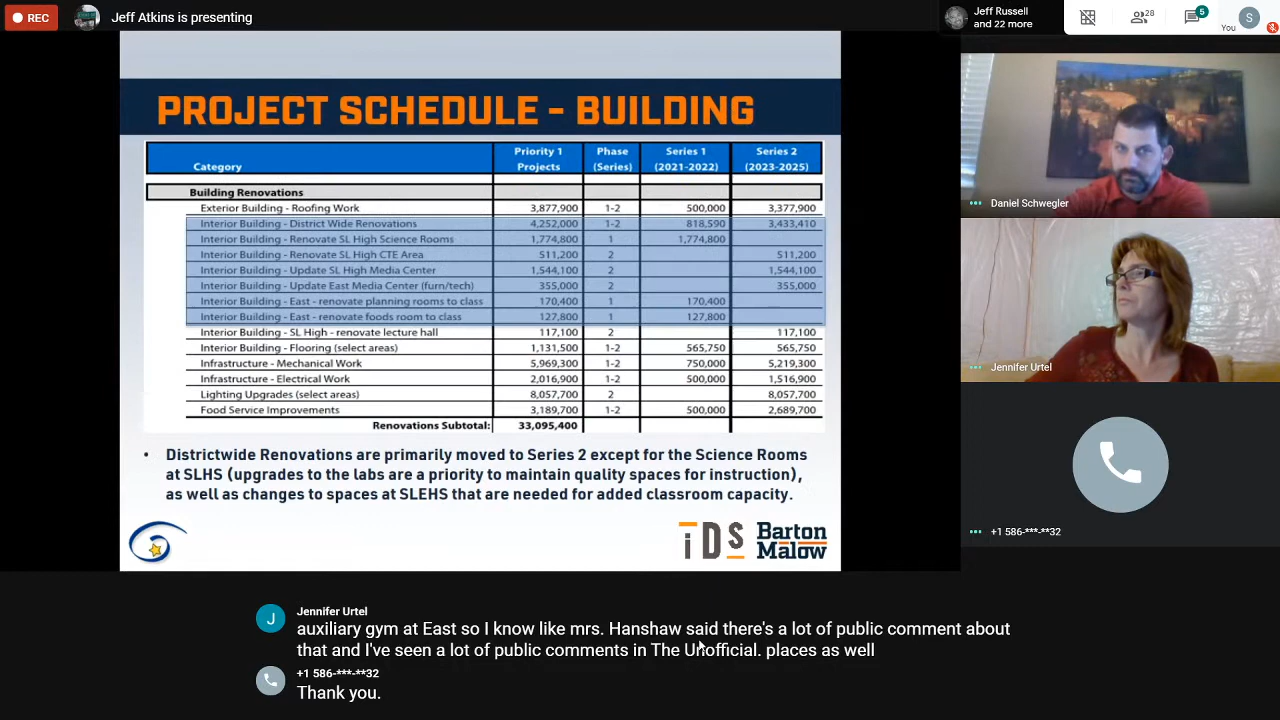 REC
Jeff Atkins is presenting
Jeff Russell
and 22 more
28
5
You
S
PROJECT SCHEDULE - BUILDING
Category Priority 1 Projects Phase (Series) Series 1 (2021-2022) Series 2 (2023-2025)
Building Renovations
Exterior Building - Roofing Work 3,877,900 1-2 500,000 3,377,900
Interior Building - District Wide Renovations 4,252,000 1-2 818,590 3,433,410
Interior Building - Renovate SL High Science Rooms 1,774,800 1 1,774,800
Interior Building - Renovate SL High CTE Area 511,200 2 511,200
Interior Building - Update SL High Media Center 1,544,100 2 1,544,100
Interior Building - Update East Media Center (furn/tech) 355,000 2 355,000
Interior Building - East - renovate planning rooms to class 170,400 1 170,400
Interior Building - East - renovate foods room to class 127,800 1 127,800
Interior Building - SL High - renovate lecture hall 117,100 2 117,100
Interior Building - Flooring (select areas) 1,131,500 1-2 565,750 565,750
Infrastructure - Mechanical Work 5,969,300 1-2 750,000 5,219,300
Infrastructure - Electrical Work 2,016,900 1-2 500,000 1,516,900
Lighting Upgrades (select areas) 8,057,700 2 8,057,700
Food Service Improvements 3,189,700 1-2 500,000 2,689,700
Renovations Subtotal: 33,095,400
• Districtwide Renovations are primarily moved to Series 2 except for the Science Rooms
at SLHS (upgrades to the labs are a priority to maintain quality spaces for instruction),
as well as changes to spaces at SLEHS that are needed for added classroom capacity.
iDS
Barton
Malow
Daniel Schwegler
Jennifer Urtel
+1 586-***-**32
J
Jennifer Urtel
auxiliary gym at East so I know like mrs. Hanshaw said there's a lot of public comment about
that and I've seen a lot of public comments in The Unofficial. places as well
+1 586-***-**32
Thank you.